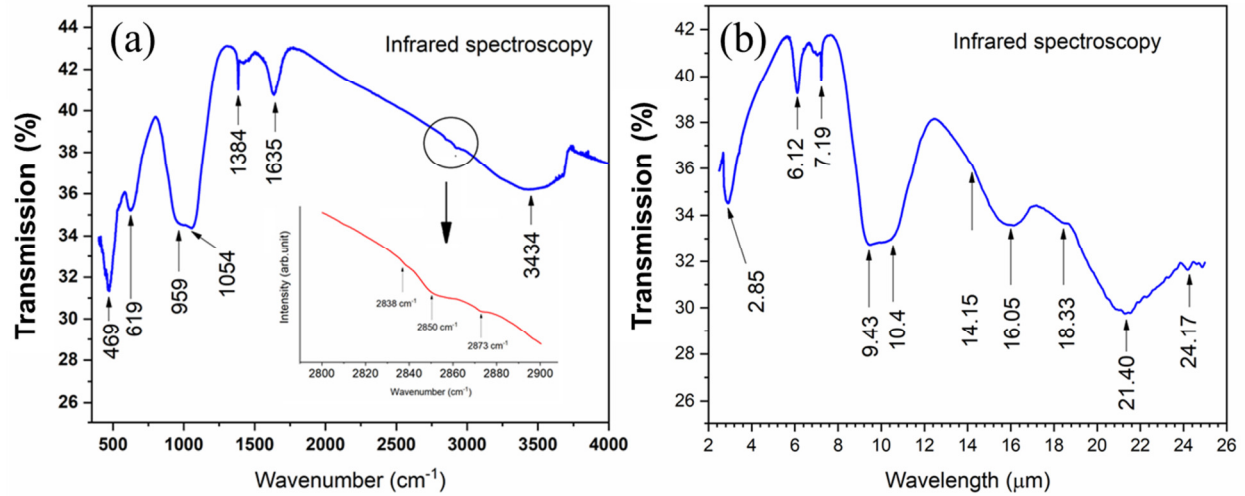 (a)
Infrared spectroscopy
Transmission (%)
44
42
40
38
36
34
32
30
28
26
469
619
959
1054
1384
1635
3434
Intensity (arb.unit)
2838 cm-1
2850 cm-1
2873 cm-1
2800 2820 2840 2860 2880 2900
Wavenumber (cm-1)
500 1000 1500 2000 2500 3000 3500 4000
Wavenumber (cm-1)
(b)
Infrared spectroscopy
Transmission (%)
42
40
38
36
34
32
30
28
26
2.85
6.12
7.19
9.43
10.4
14.15
16.05
18.33
21.40
24.17
2 4 6 8 10 12 14 16 18 20 22 24 26
Wavelength (μm)